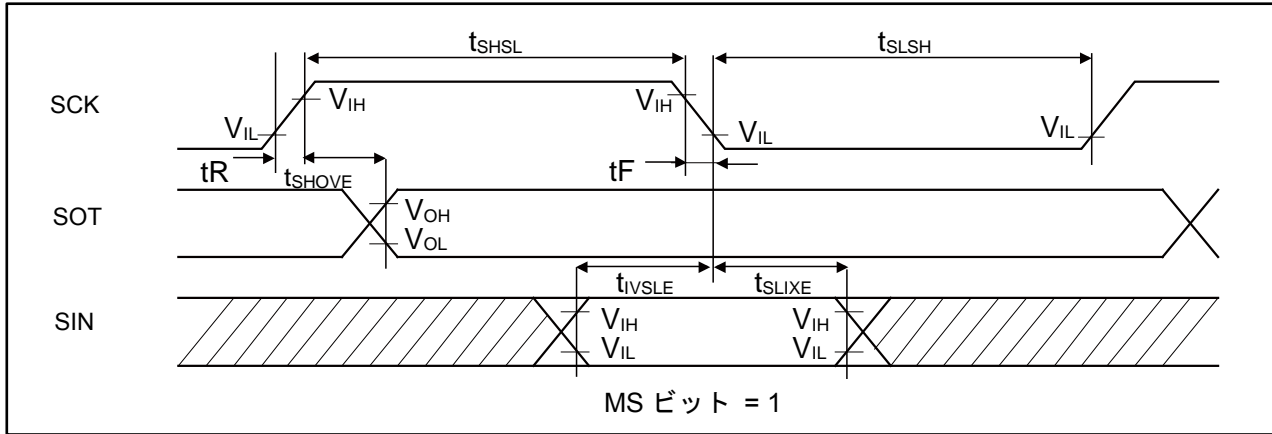 tSHSL tSLSH
SCK VIH VIH
VIL VIL VIL
tR tSHOVE tF
SOT VOH
VOL
tIVSLE tSLIXE
SIN VIH VIH
VIL VIL
MS ビット = 1